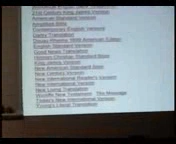 21st Century King James Version
American Standard Version
Amplified Bible
Contemporary English Version
Darby Translation
Douay-Rheims 1899 American Edition
English Standard Version
Good News Translation
Holman Christian Standard Bible
King James Version
New American Standard Bible
New Century Version
New International Reader's Version
New International Version
New Living Translation
New Testament
The Message
Today's New International Version
Young's Literal Translation